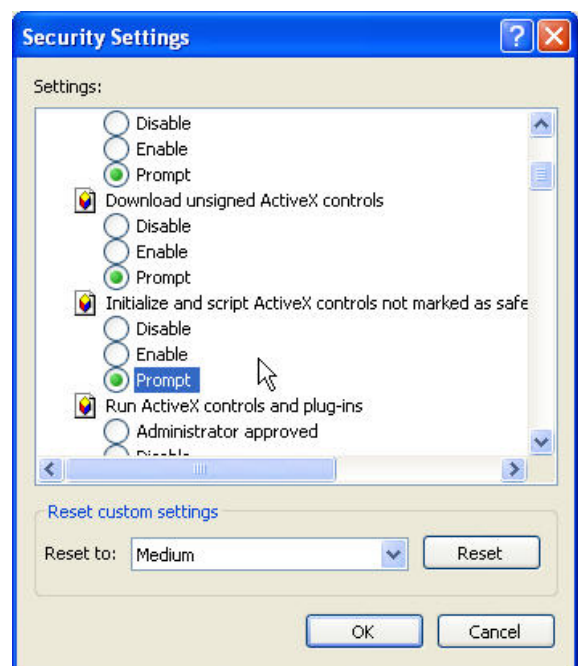 Security Settings
Settings:
Disable
Enable
Prompt
Download unsigned ActiveX controls
Disable
Enable
Prompt
Initialize and script ActiveX controls not marked as safe
Disable
Enable
Prompt
Run ActiveX controls and plug-ins
Administrator approved
Disable
Reset custom settings
Reset to: Medium Reset
OK Cancel